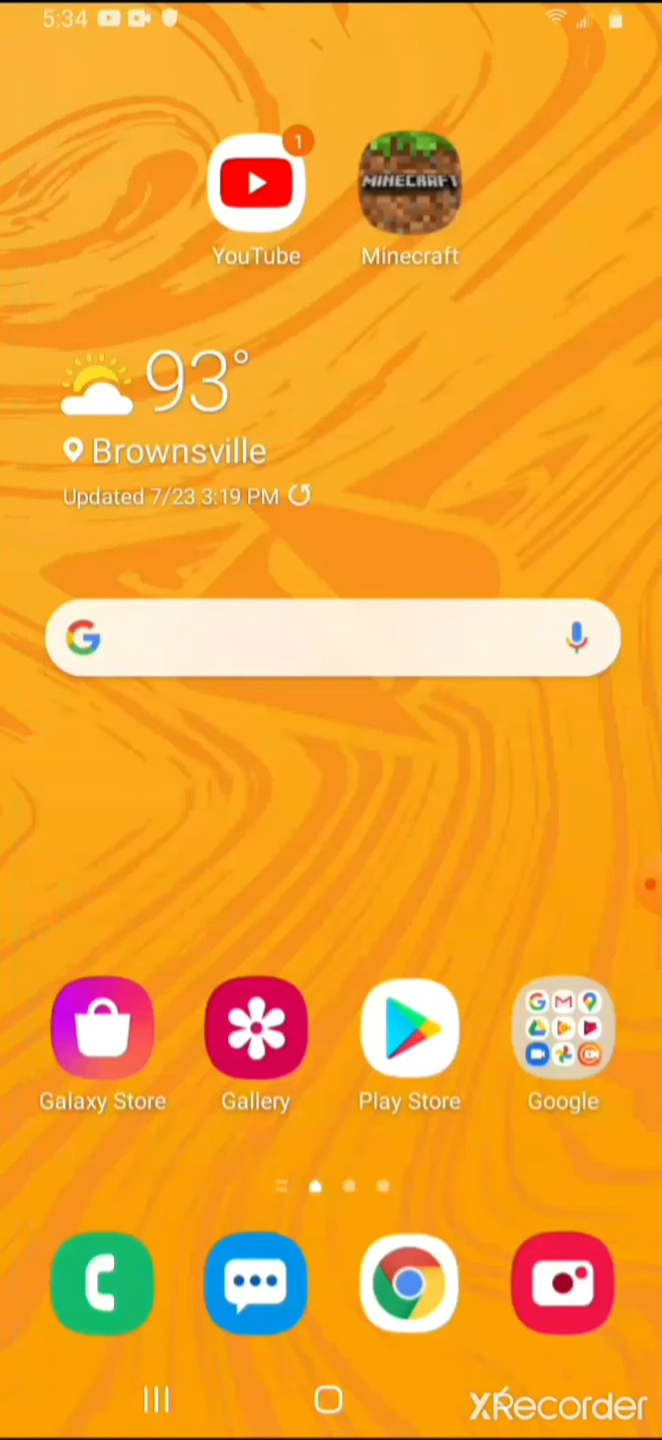 5:34
1
YouTube
MINECRAFT
Minecraft
93°
Brownsville
Updated 7/23 3:19 PM
Galaxy Store
Gallery
Play Store
Google
XRecorder